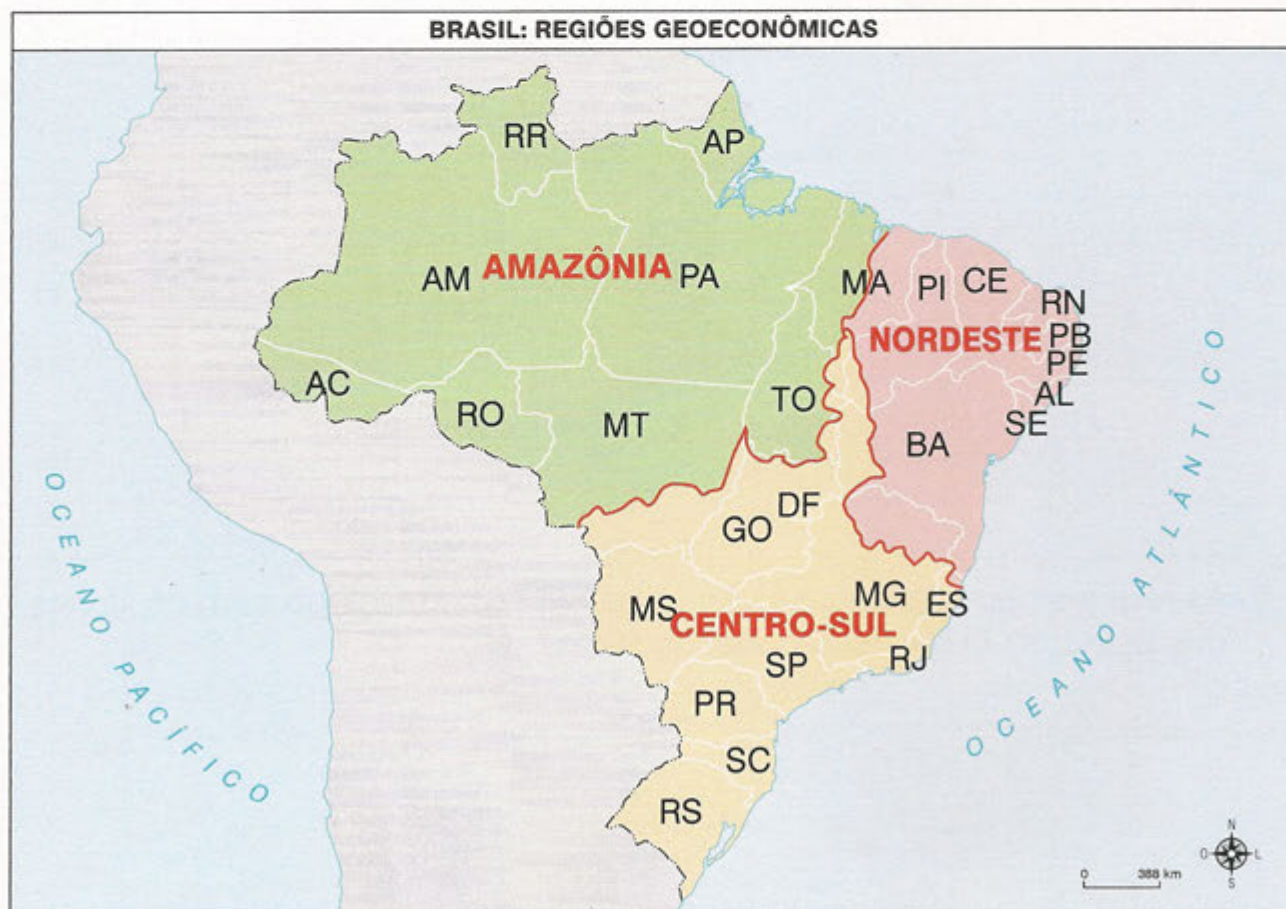 BRASIL: REGIÕES GEOECONÔMICAS
RR
AP
AM
AMAZÔNIA
PA
MA
PI
CE
RN
NORDESTE
PB
PE
AL
SE
AC
RO
MT
TO
BA
DF
GO
MS
MG
ES
CENTRO-SUL
SP
RJ
PR
SC
RS
OCEANO PACÍFICO
OCEANO ATLÂNTICO
N
O
L
S
0 388 km